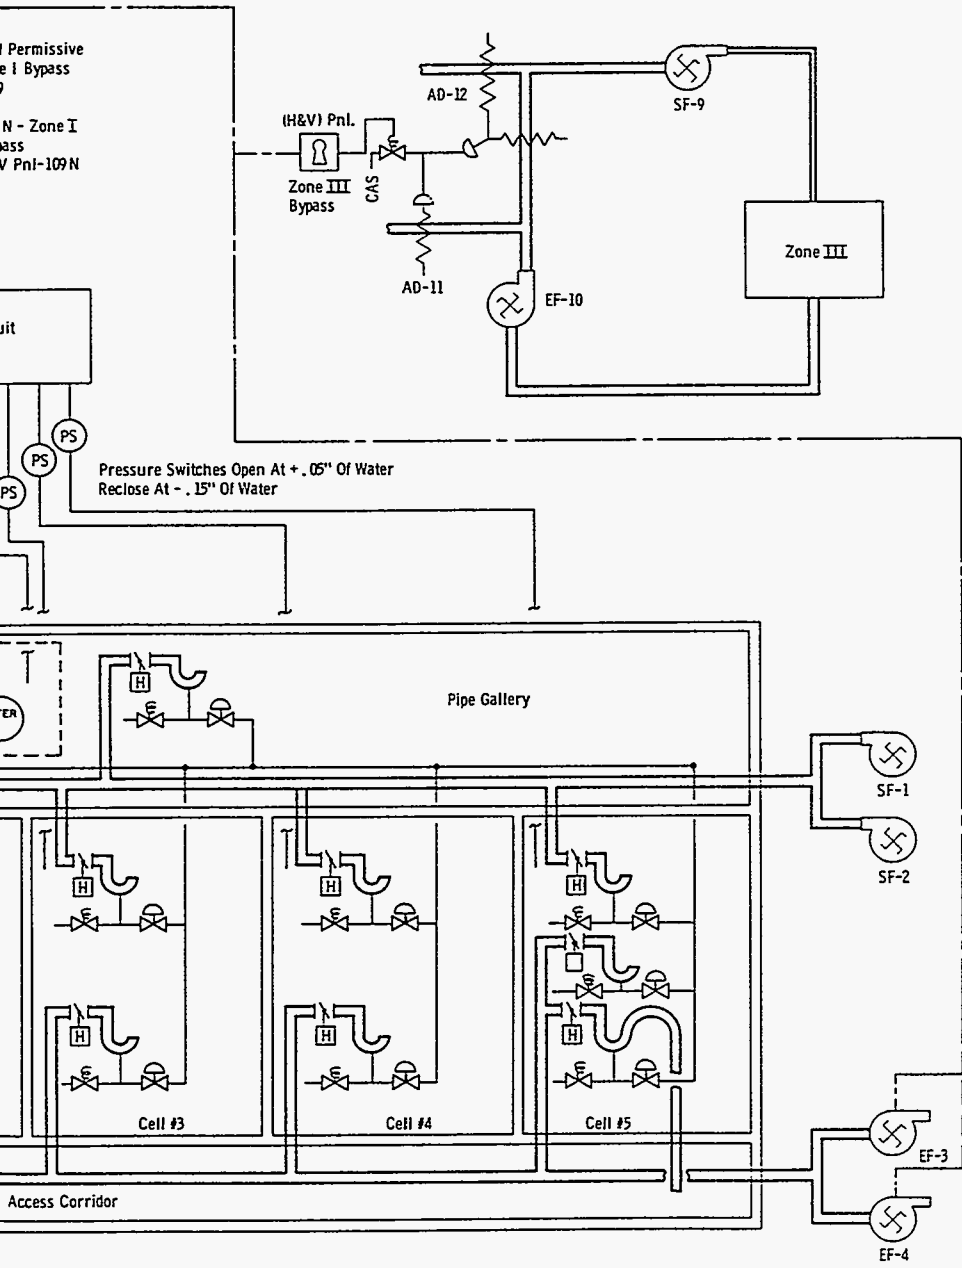 Permissive
Bypass
N - Zone I
Pnl-109N
(H&V) Pnl.
Zone III
Bypass
CAS
AD-12
AD-11
SF-9
Zone III
EF-10
PS
PS
PS
Pressure Switches Open At +.05" Of Water
Reclose At -.15" Of Water
Pipe Gallery
H
SF-1
SF-2
H
H
H
H
H
H
Cell #3
Cell #4
Cell #5
EF-3
Access Corridor
EF-4